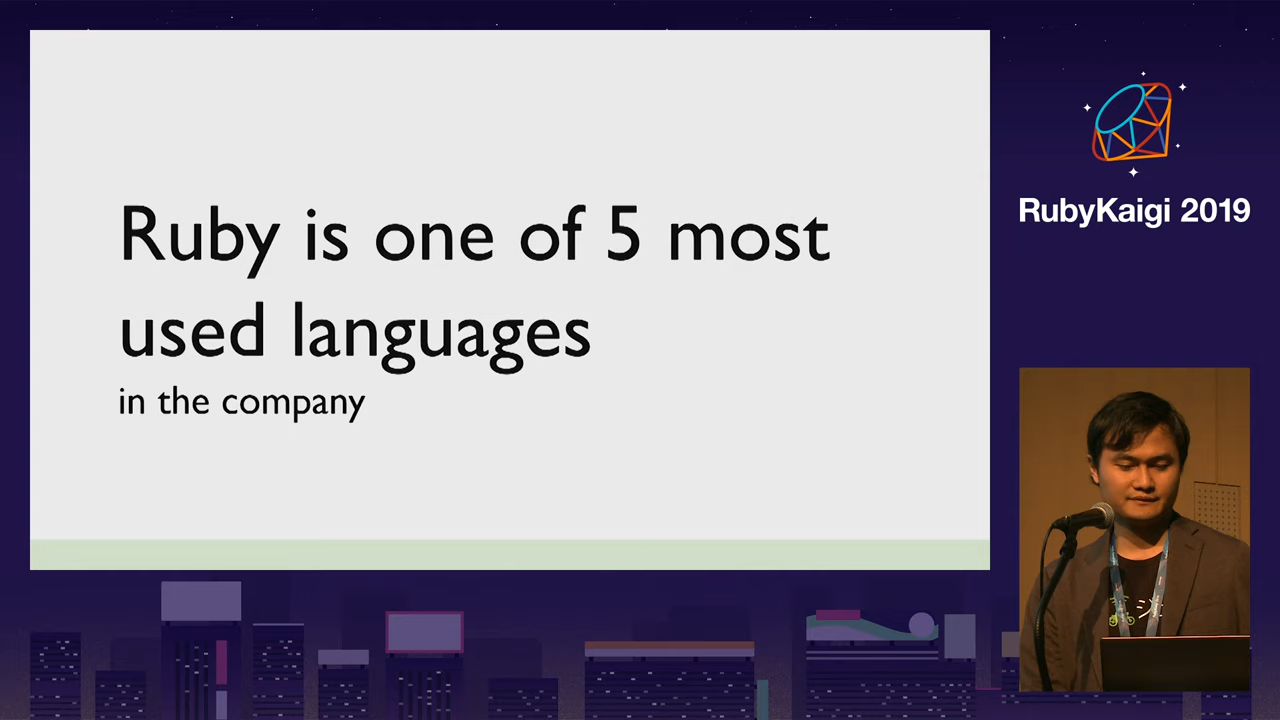 Ruby is one of 5 most
used languages
in the company
RubyKaigi 2019